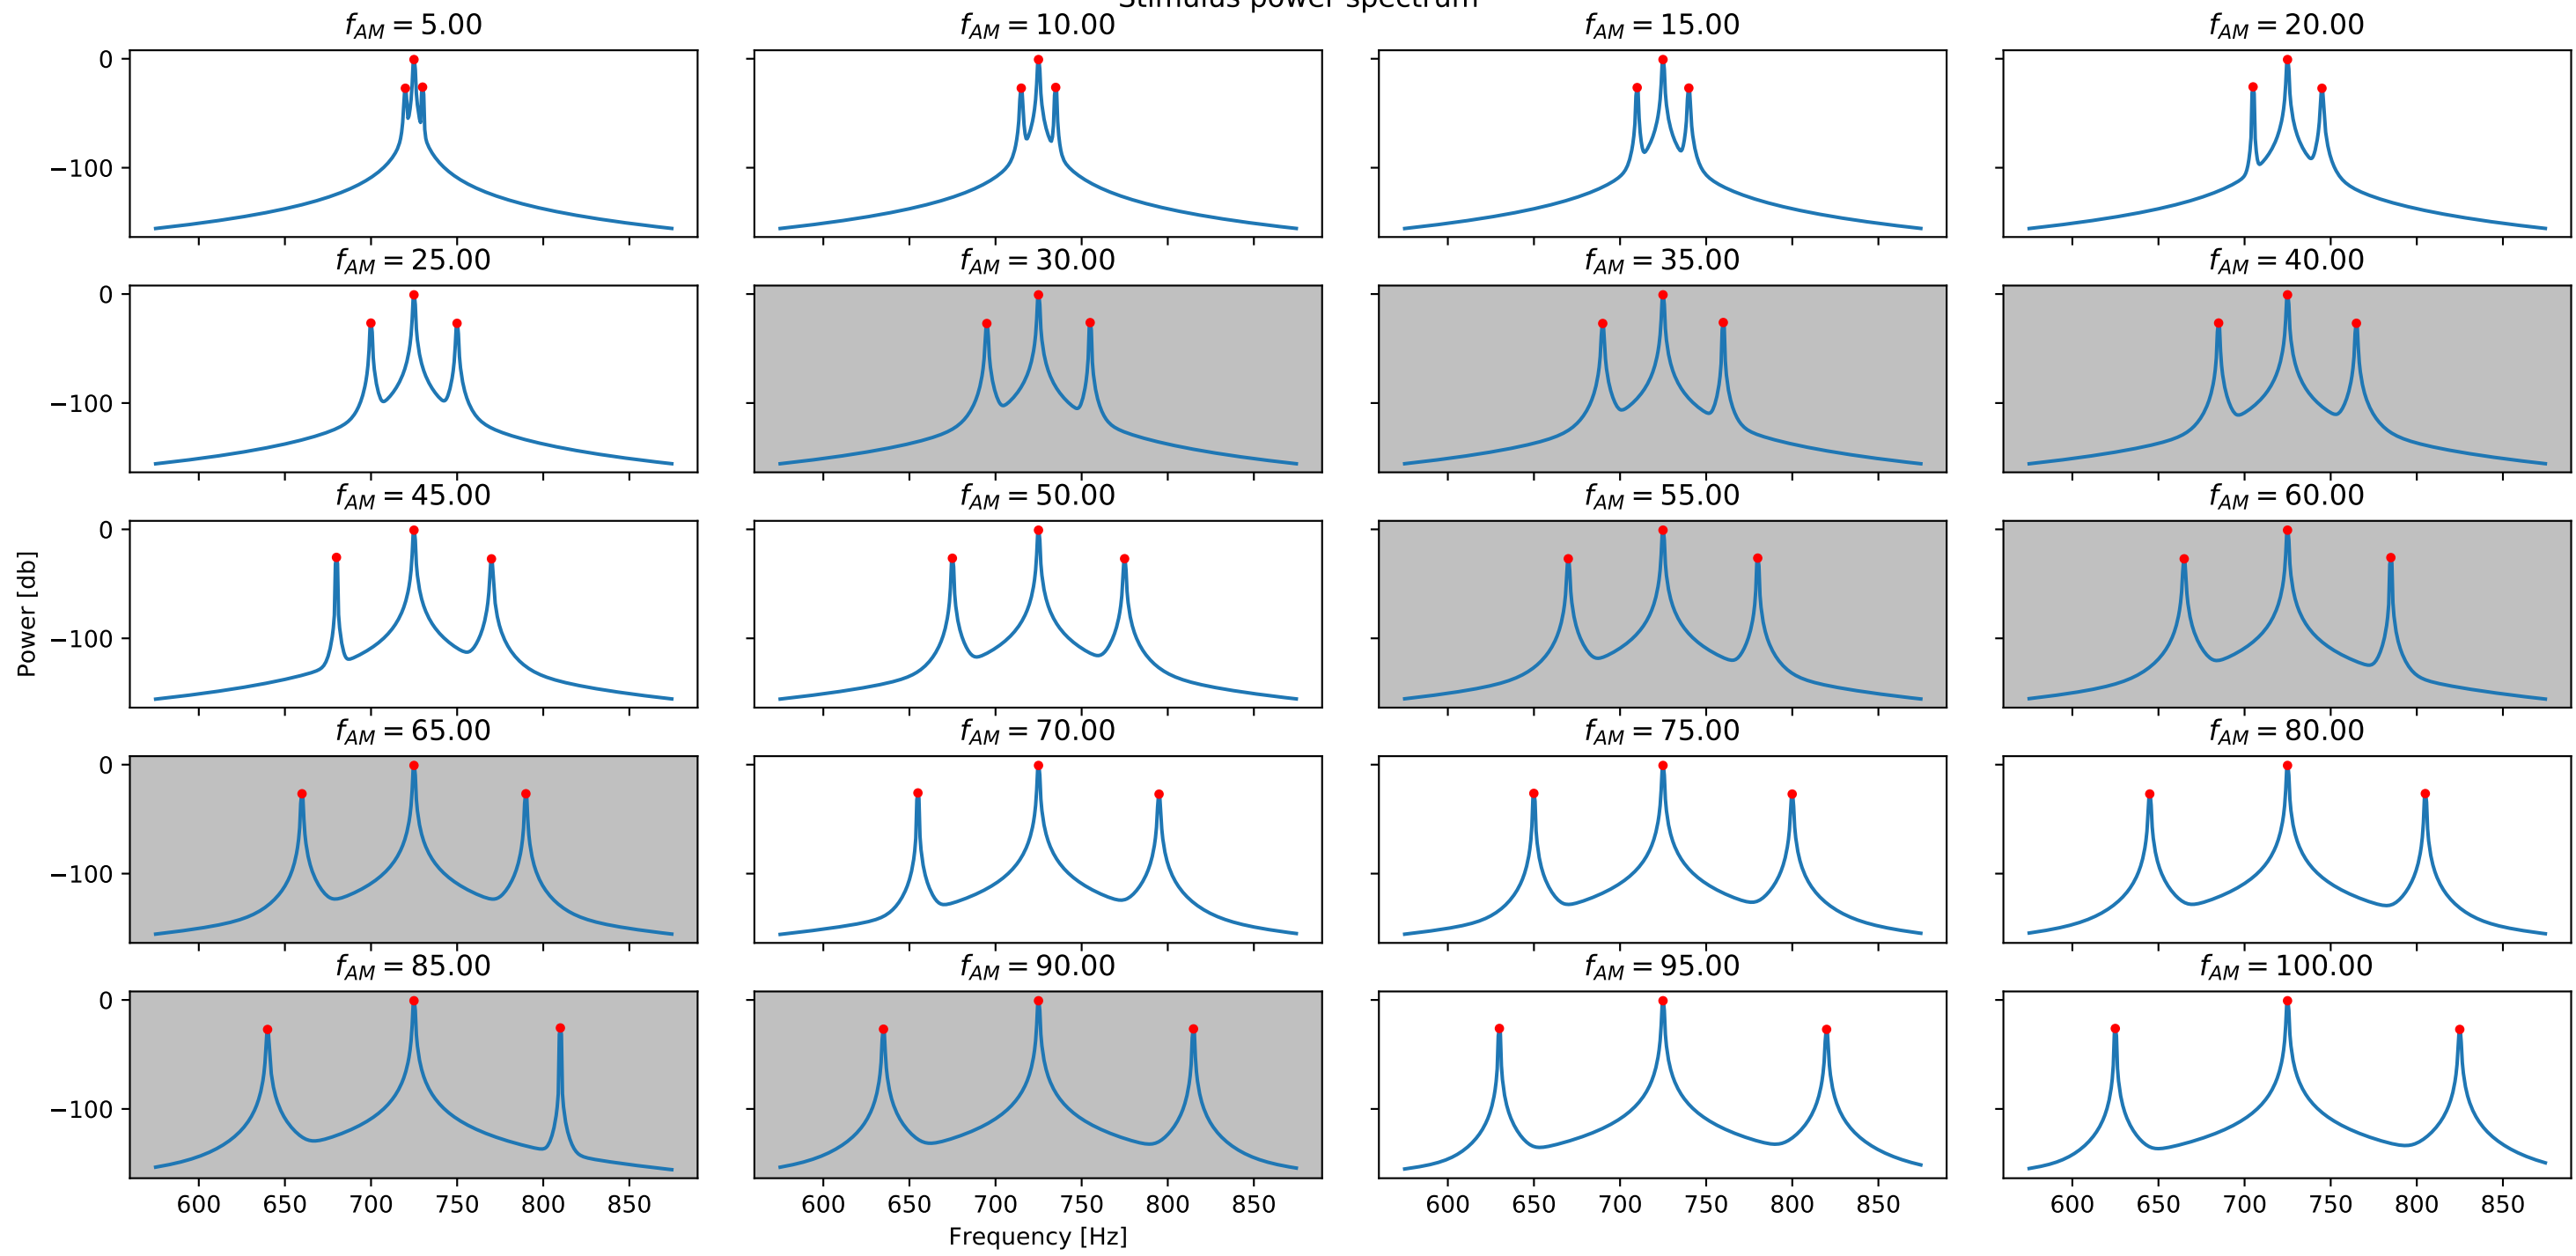 Stimulus power spectrum
f_AM = 5.00
f_AM = 10.00
f_AM = 15.00
f_AM = 20.00
0
−100
f_AM = 25.00
f_AM = 30.00
f_AM = 35.00
f_AM = 40.00
0
−100
f_AM = 45.00
f_AM = 50.00
f_AM = 55.00
f_AM = 60.00
0
−100
Power [db]
f_AM = 65.00
f_AM = 70.00
f_AM = 75.00
f_AM = 80.00
0
−100
f_AM = 85.00
f_AM = 90.00
f_AM = 95.00
f_AM = 100.00
0
−100
600 650 700 750 800 850
600 650 700 750 800 850
600 650 700 750 800 850
600 650 700 750 800 850
Frequency [Hz]